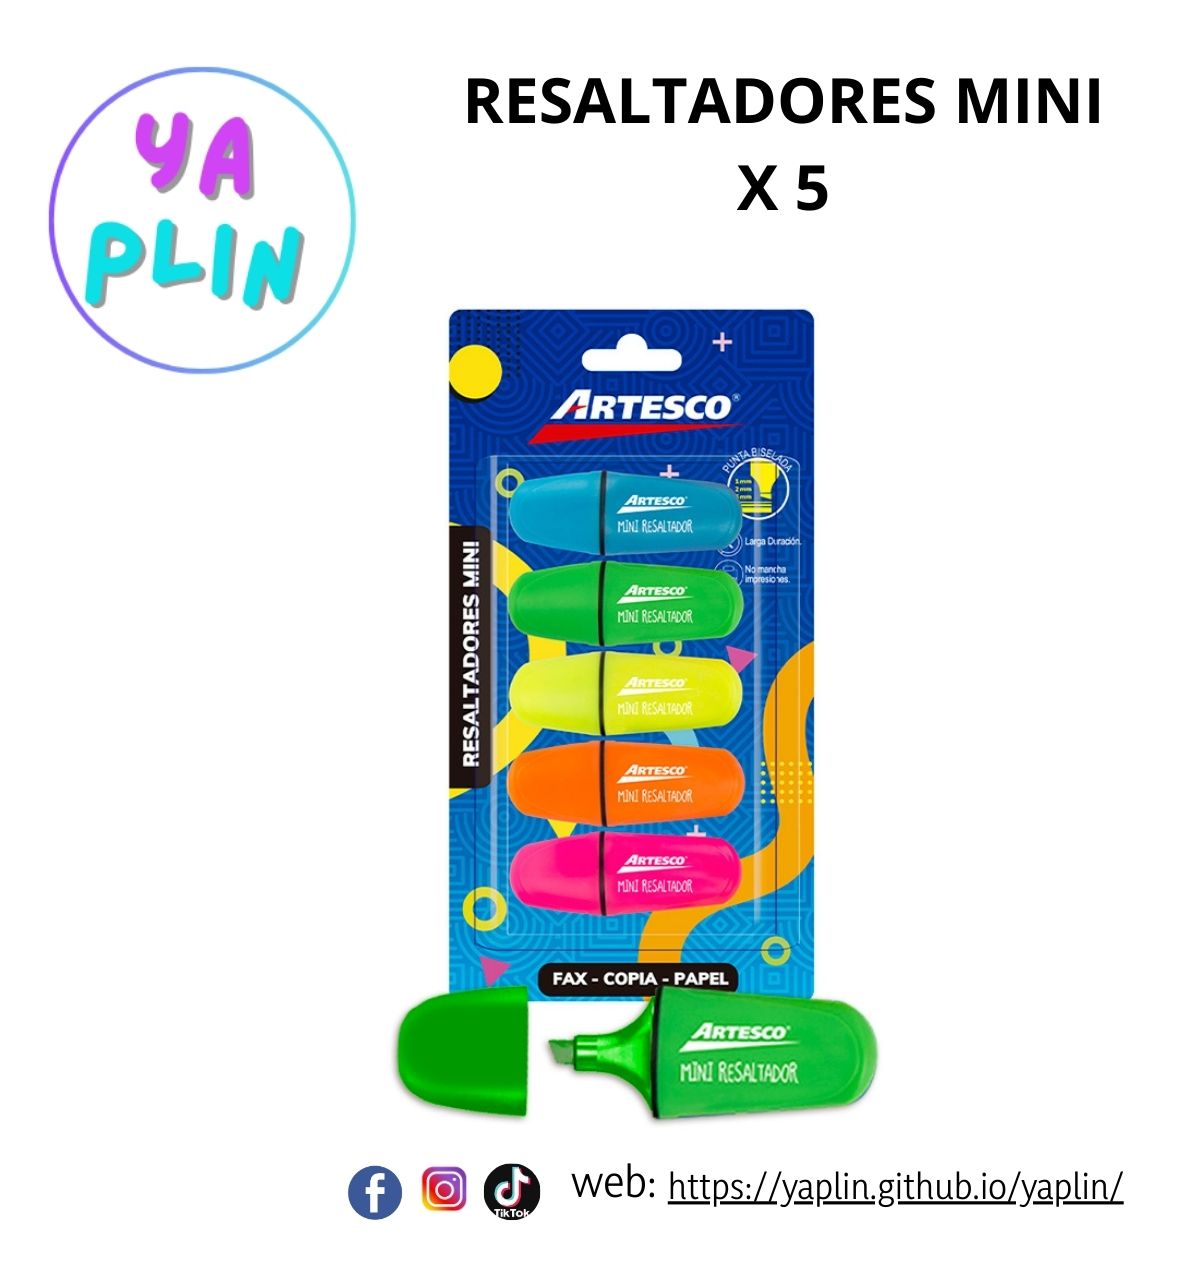 YA
PLIN
RESALTADORES MINI
X 5
ARTESCO®
PUNTA BISELADA
1 mm
2 mm
mm
Larga Duración.
No mancha
impresiones.
RESALTADORES MINI
ARTESCO
MINI RESALTADOR
ARTESCO
MINI RESALTADOR
ARTESCO
MINI RESALTADOR
ARTESCO
MINI RESALTADOR
ARTESCO
MINI RESALTADOR
FAX - COPIA - PAPEL
ARTESCO
MINI RESALTADOR
TikTok
web: https://yaplin.github.io/yaplin/